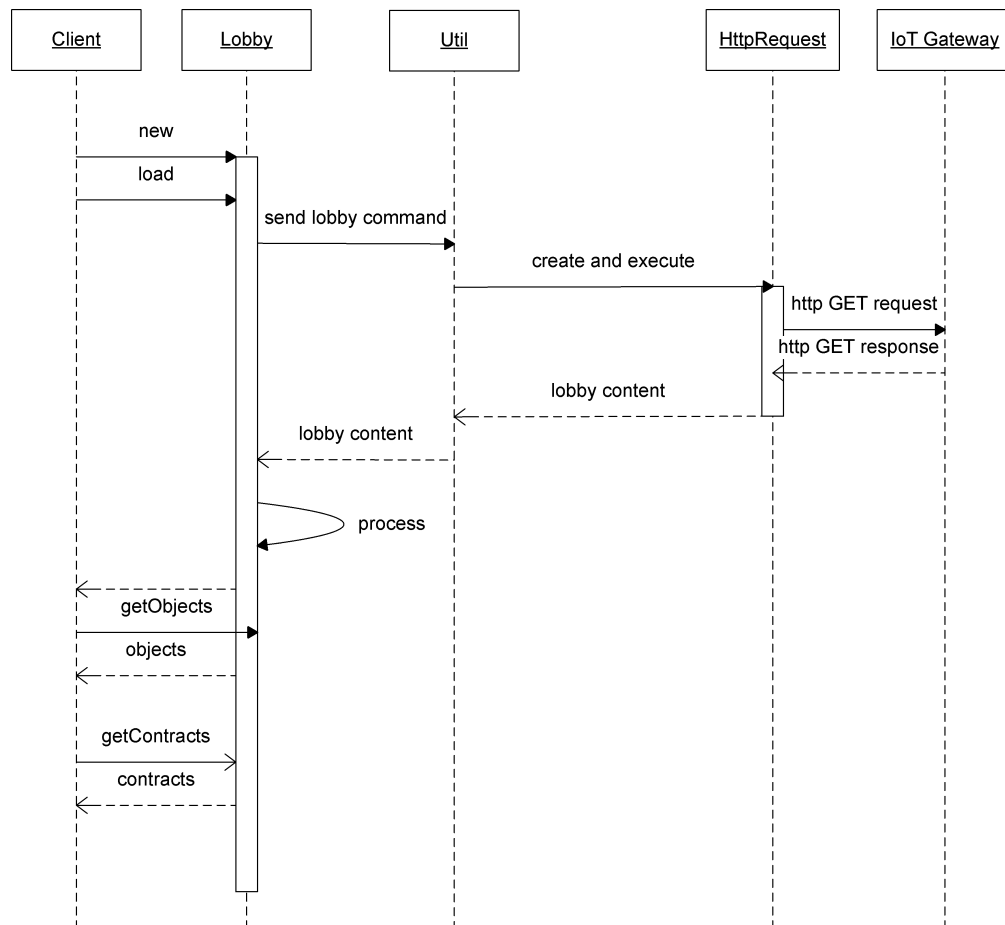 Client
Lobby
Util
HttpRequest
IoT Gateway
new
load
send lobby command
create and execute
http GET request
http GET response
lobby content
lobby content
process
getObjects
objects
getContracts
contracts